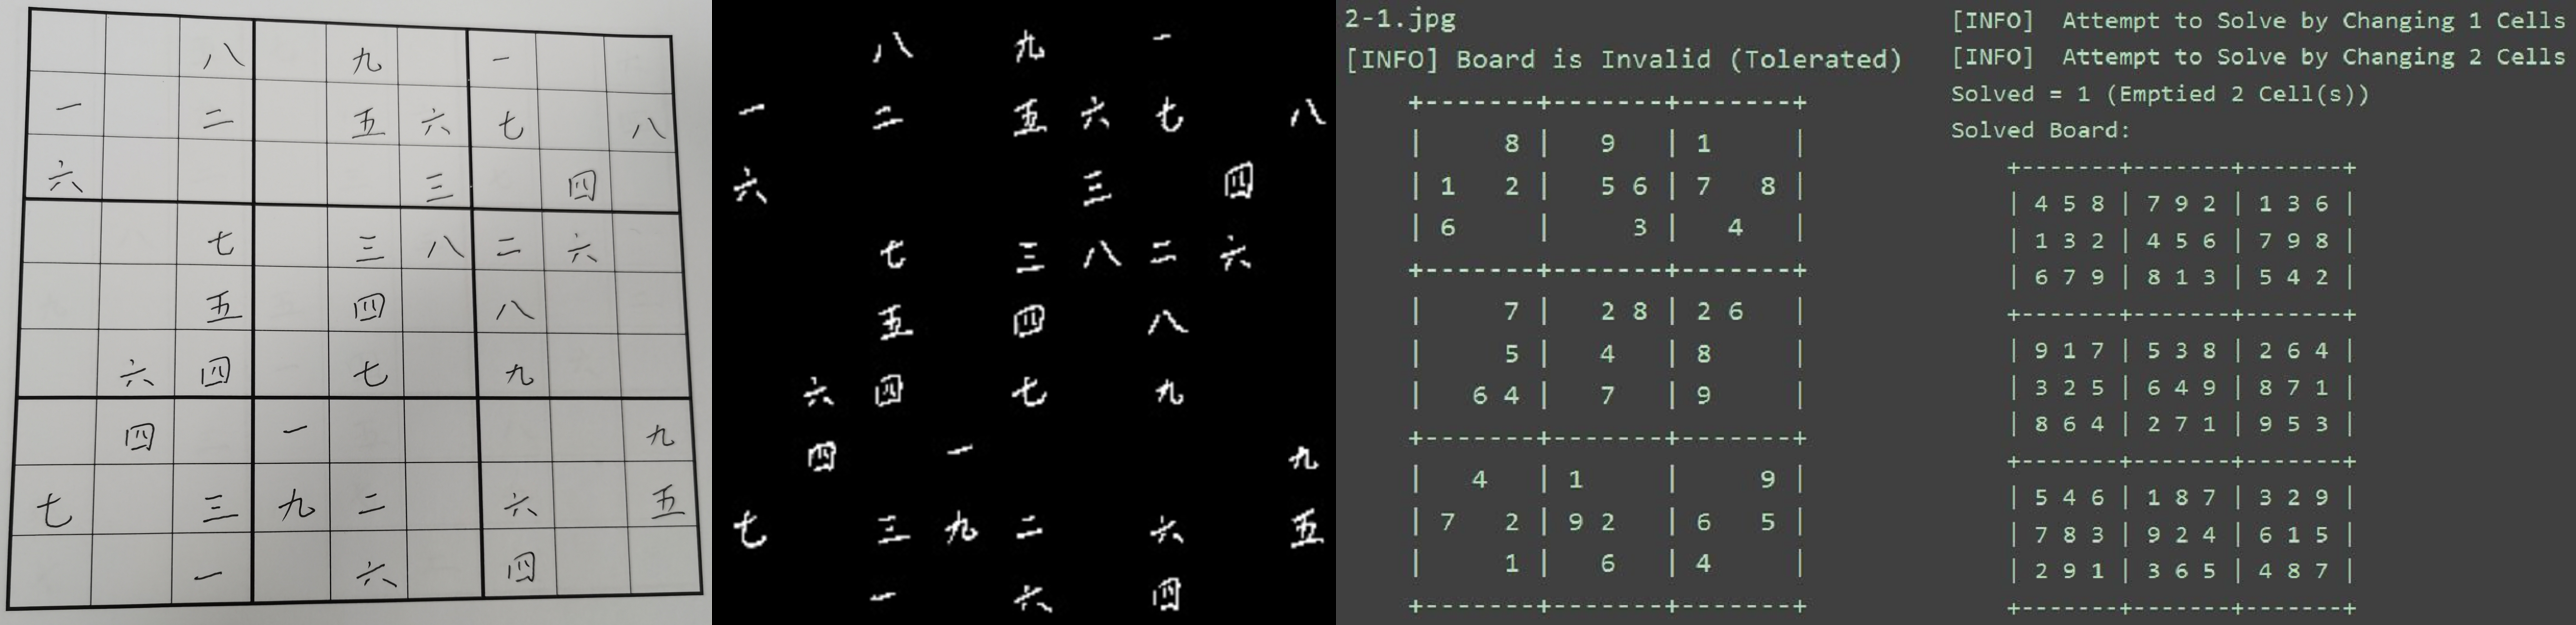 八 九 一
一 二 五 六 七 八
六 三 四
七 三 八 二 六
五 四 八
六 四 七 九
四 一 九
七 三 九 二 六 五
一 六 四
八 九 一
一 二 五 六 七 八
六 三 四
七 三 八 二 六
五 四 八
六 四 七 九
四 一 九
七 三 九 二 六 五
一 六 四
2-1.jpg
[INFO] Board is Invalid (Tolerated)
+-------+-------+-------+
|     8 |   9   | 1     |
| 1   2 |   5 6 | 7   8 |
| 6     |     3 |   4   |
+-------+-------+-------+
|     7 |   2 8 | 2 6   |
|     5 |   4   | 8     |
|   6 4 |   7   | 9     |
+-------+-------+-------+
|   4   | 1     |     9 |
| 7   2 | 9 2   | 6   5 |
|     1 |   6   | 4     |
+-------+-------+-------+
[INFO]  Attempt to Solve by Changing 1 Cells
[INFO]  Attempt to Solve by Changing 2 Cells
Solved = 1 (Emptied 2 Cell(s))
Solved Board:
+-------+-------+-------+
| 4 5 8 | 7 9 2 | 1 3 6 |
| 1 3 2 | 4 5 6 | 7 9 8 |
| 6 7 9 | 8 1 3 | 5 4 2 |
+-------+-------+-------+
| 9 1 7 | 5 3 8 | 2 6 4 |
| 3 2 5 | 6 4 9 | 8 7 1 |
| 8 6 4 | 2 7 1 | 9 5 3 |
+-------+-------+-------+
| 5 4 6 | 1 8 7 | 3 2 9 |
| 7 8 3 | 9 2 4 | 6 1 5 |
| 2 9 1 | 3 6 5 | 4 8 7 |
+-------+-------+-------+